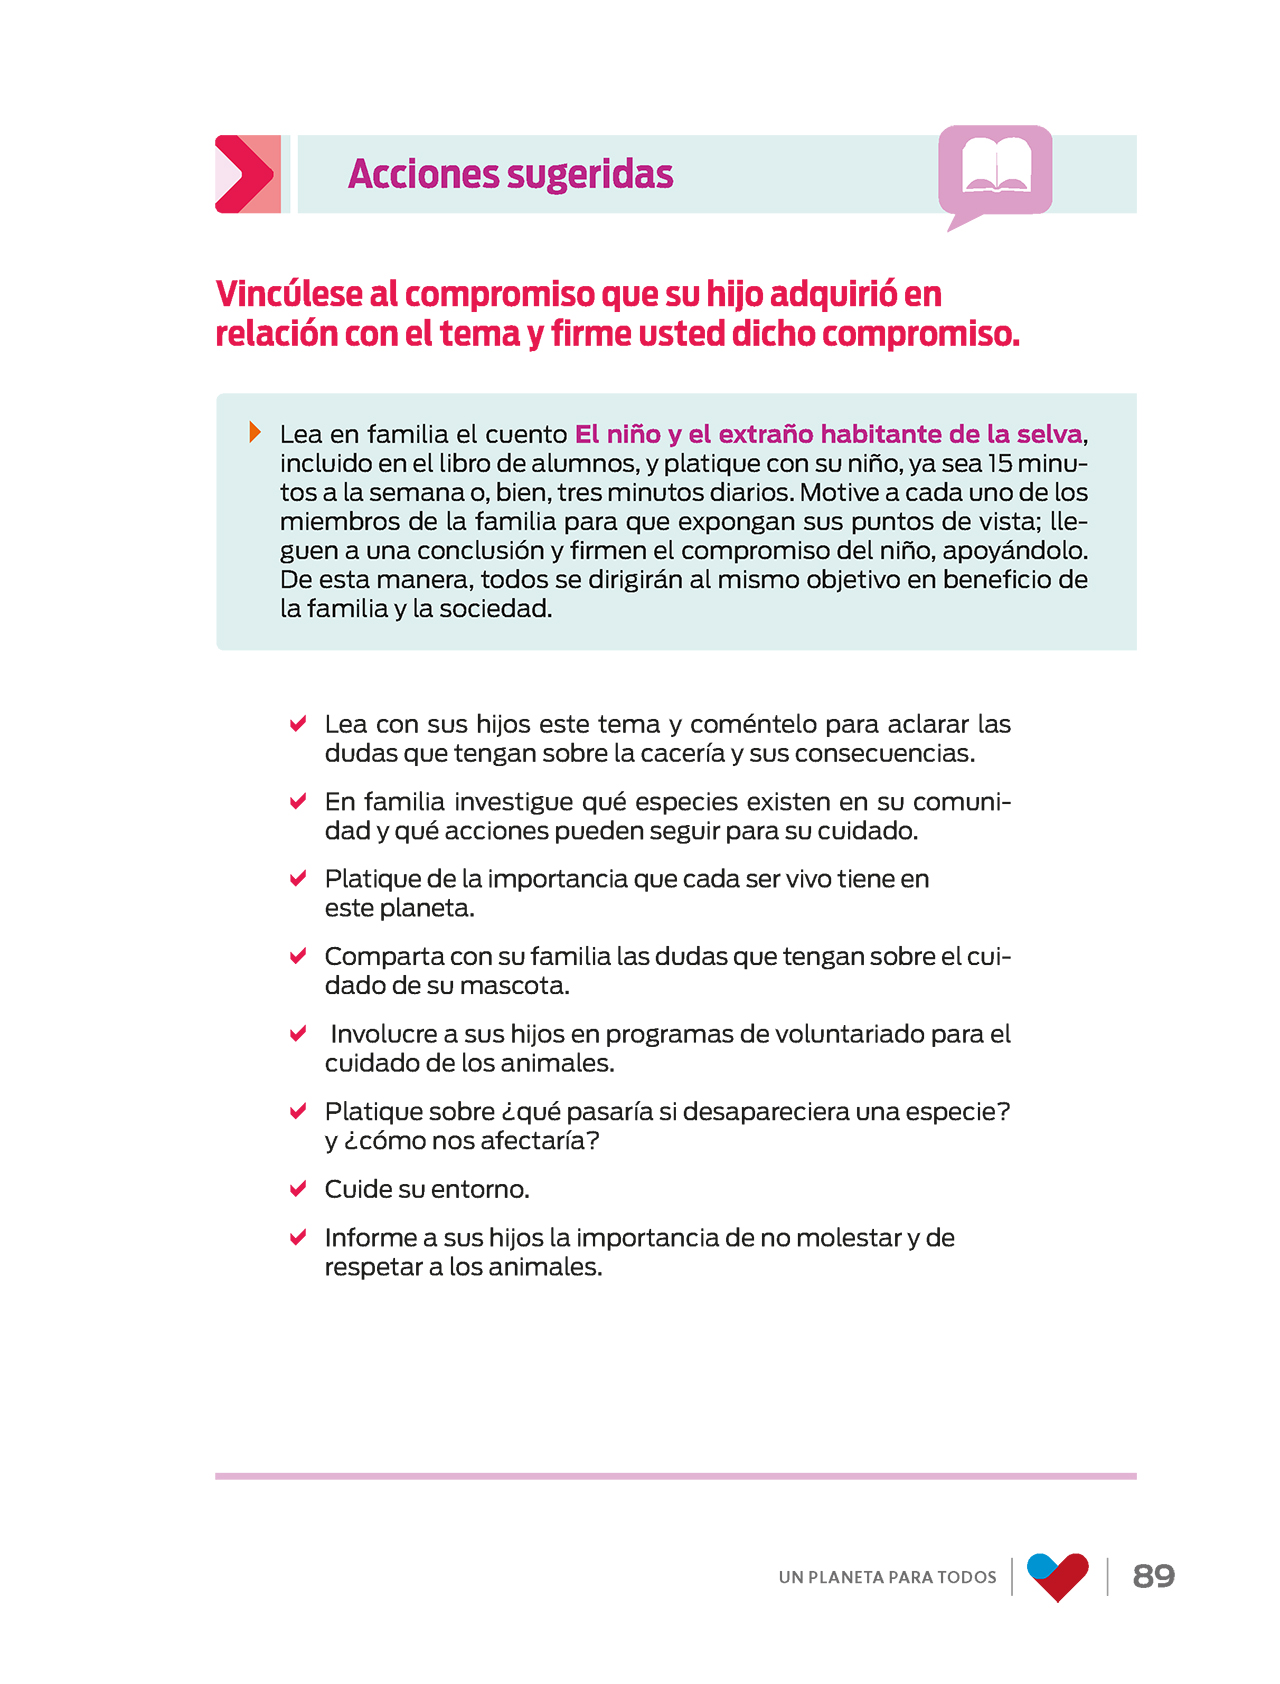 Acciones sugeridas
Vincúlese al compromiso que su hijo adquirió en
relación con el tema y firme usted dicho compromiso.
Lea en familia el cuento El niño y el extraño habitante de la selva,
incluido en el libro de alumnos, y platique con su niño, ya sea 15 minu-
tos a la semana o, bien, tres minutos diarios. Motive a cada uno de los
miembros de la familia para que expongan sus puntos de vista; lle-
guen a una conclusión y firmen el compromiso del niño, apoyándolo.
De esta manera, todos se dirigirán al mismo objetivo en beneficio de
la familia y la sociedad.
Lea con sus hijos este tema y coméntelo para aclarar las
dudas que tengan sobre la cacería y sus consecuencias.
En familia investigue qué especies existen en su comuni-
dad y qué acciones pueden seguir para su cuidado.
Platique de la importancia que cada ser vivo tiene en
este planeta.
Comparta con su familia las dudas que tengan sobre el cui-
dado de su mascota.
Involucre a sus hijos en programas de voluntariado para el
cuidado de los animales.
Platique sobre ¿qué pasaría si desapareciera una especie?
y ¿cómo nos afectaría?
Cuide su entorno.
Informe a sus hijos la importancia de no molestar y de
respetar a los animales.
UN PLANETA PARA TODOS
89